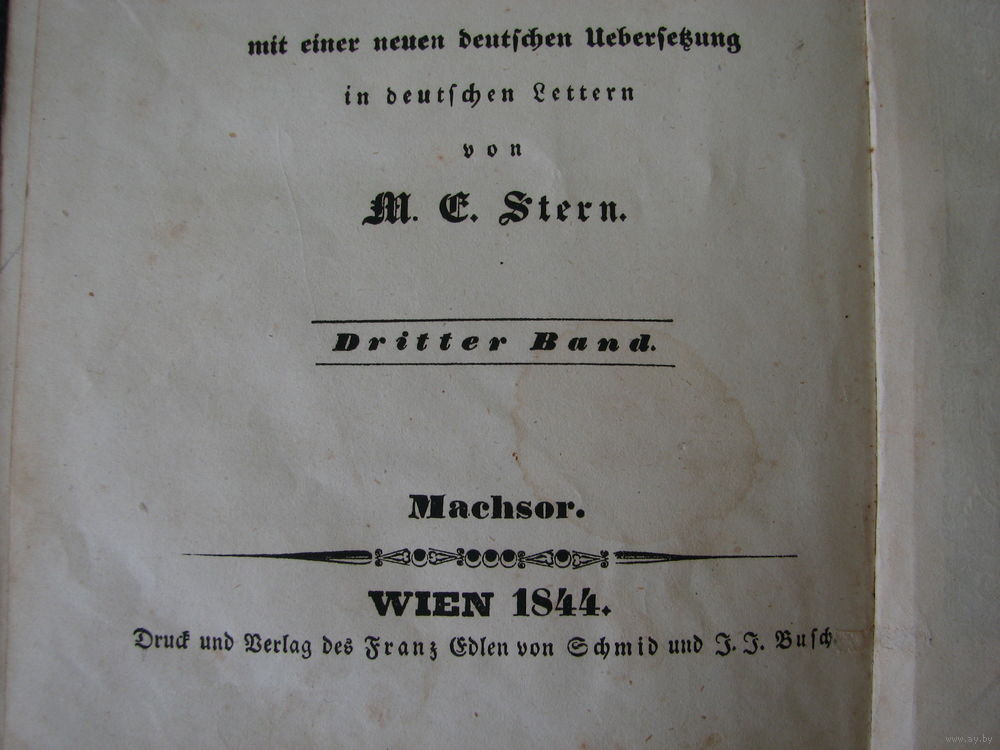 mit einer neuen deutschen Uebersetzung
in deutschen Lettern
von
M. E. Stern.
Dritter Band.
Machsor.
WIEN 1844.
Druck und Verlag des Franz Edlen von Schmid und J. J. Busch
www.ay.by